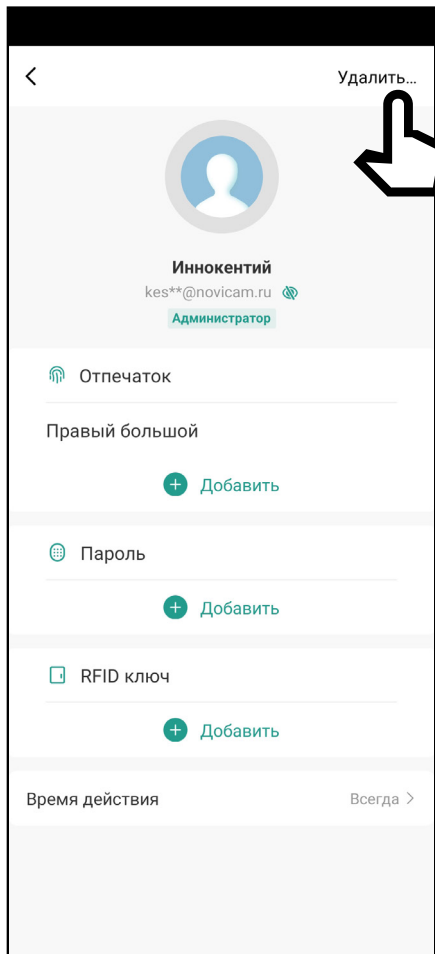 Удалить...
Иннокентий
kes**@novicam.ru
Администратор
Отпечаток
Правый большой
Добавить
Пароль
Добавить
RFID ключ
Добавить
Время действия Всегда